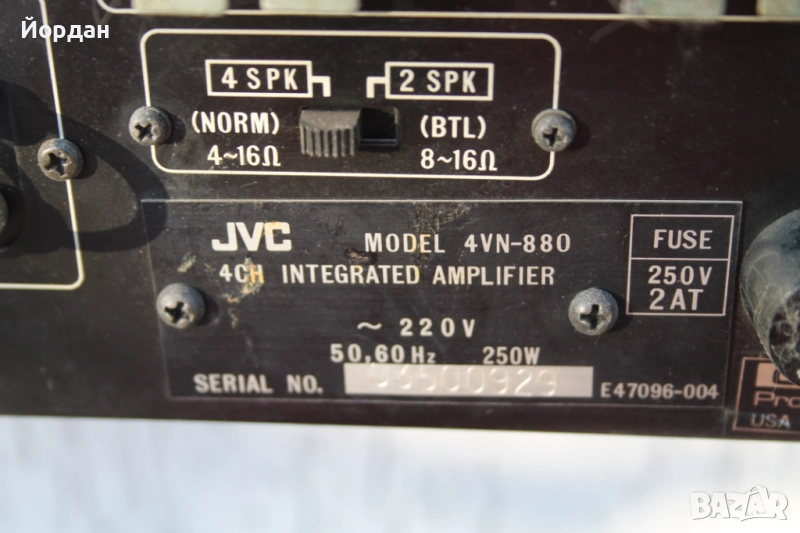 Йордан
4 SPK 2 SPK
(NORM) (BTL)
4~16Ω 8~16Ω
JVC MODEL 4VN-880
4CH INTEGRATED AMPLIFIER
~ 220V
50,60Hz 250W
SERIAL NO. 03500929
E47096-004
FUSE
250V
2AT
USA
BAZAR